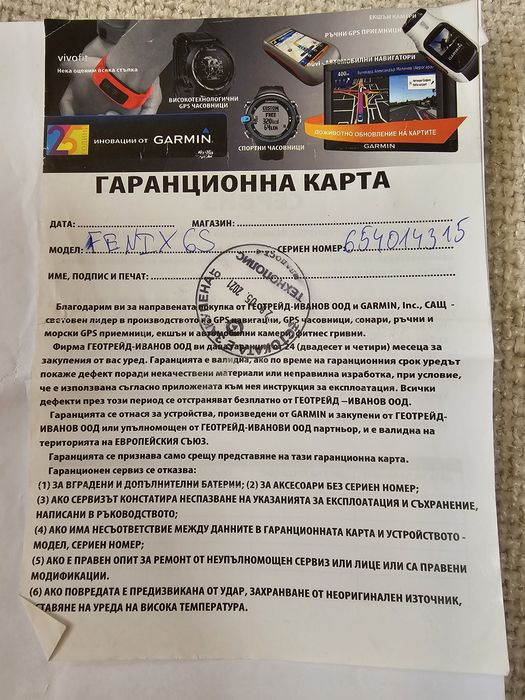 ЕКШЪН КАМЕРИ
РЪЧНИ GPS ПРИЕМНИЦИ
vivofit
Нека оценим всяка стъпка
АВТОМОБИЛНИ НАВИГАТОРИ
ВИСОКОТЕХНОЛОГИЧНИ
GPS ЧАСОВНИЦИ
CUSTOM
FREE
СПОРТНИ ЧАСОВНИЦИ
ДОЖИВОТНО ОБНОВЛЕНИЕ НА КАРТИТЕ
GARMIN
25 ИНОВАЦИИ ОТ GARMIN
ГАРАНЦИОННА КАРТА
ДАТА: МАГАЗИН:
МОДЕЛ: FENIX 6S СЕРИЕН НОМЕР: 654014315
ИМЕ, ПОДПИС И ПЕЧАТ:
ТЕХНОПОЛИС
2021
Благодарим ви за направената покупка от ГЕОТРЕЙД-ИВАНОВ ООД и GARMIN, Inc., САЩ -
световен лидер в производството на GPS навигации, GPS часовници, сонари, ръчни и
морски GPS приемници, екшън и автомобилни камери, фитнес гривни.
Фирма ГЕОТРЕЙД-ИВАНОВ ООД ви дава гаранция от 24 (двадесет и четири) месеца за
закупения от вас уред. Гаранцията е валидна, ако по време на гаранционния срок уредът
покаже дефект поради некачествени материали или неправилна изработка, при условие,
че е използвана съгласно приложената към нея инструкция за експлоатация. Всички
дефекти през този период се отстраняват безплатно от ГЕОТРЕЙД –ИВАНОВ ООД.
Гаранцията се отнася за устройства, произведени от GARMIN и закупени от ГЕОТРЕЙД-
ИВАНОВ ООД или упълномощен от ГЕОТРЕЙД-ИВАНОВИ ООД партньор, и е валидна на
територията на ЕВРОПЕЙСКИЯ СЪЮЗ.
Гаранцията се признава само срещу представяне на тази гаранционна карта.
Гаранционен сервиз се отказва:
(1) ЗА ВГРАДЕНИ И ДОПЪЛНИТЕЛНИ БАТЕРИИ; (2) ЗА АКСЕСОАРИ БЕЗ СЕРИЕН НОМЕР;
(3) АКО СЕРВИЗЪТ КОНСТАТИРА НЕСПАЗВАНЕ НА УКАЗАНИЯТА ЗА ЕКСПЛОАТАЦИЯ И СЪХРАНЕНИЕ,
НАПИСАНИ В РЪКОВОДСТВОТО;
(4) АКО ИМА НЕСЪОТВЕТСТВИЕ МЕЖДУ ДАННИТЕ В ГАРАНЦИОННАТА КАРТА И УСТРОЙСТВОТО -
МОДЕЛ, СЕРИЕН НОМЕР;
(5) АКО Е ПРАВЕН ОПИТ ЗА РЕМОНТ ОТ НЕУПЪЛНОМОЩЕН СЕРВИЗ ИЛИ ЛИЦЕ ИЛИ СА ПРАВЕНИ
МОДИФИКАЦИИ.
(6) АКО ПОВРЕДАТА Е ПРЕДИЗВИКАНА ОТ УДАР, ЗАХРАНВАНЕ ОТ НЕОРИГИНАЛЕН ИЗТОЧНИК,
СТАВЯНЕ НА УРЕДА НА ВИСОКА ТЕМПЕРАТУРА.